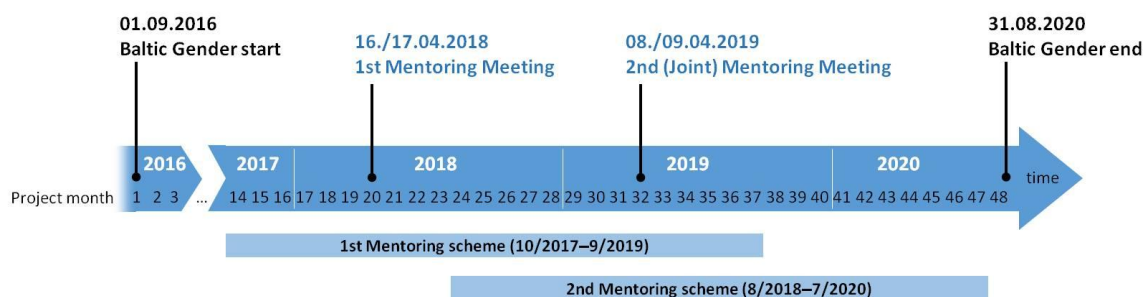 01.09.2016
Baltic Gender start
16./17.04.2018
1st Mentoring Meeting
08./09.04.2019
2nd (Joint) Mentoring Meeting
31.08.2020
Baltic Gender end
2016 2017 2018 2019 2020
time
Project month 1 2 3 ... 14 15 16 17 18 19 20 21 22 23 24 25 26 27 28 29 30 31 32 33 34 35 36 37 38 39 40 41 42 43 44 45 46 47 48
1st Mentoring scheme (10/2017–9/2019)
2nd Mentoring scheme (8/2018–7/2020)